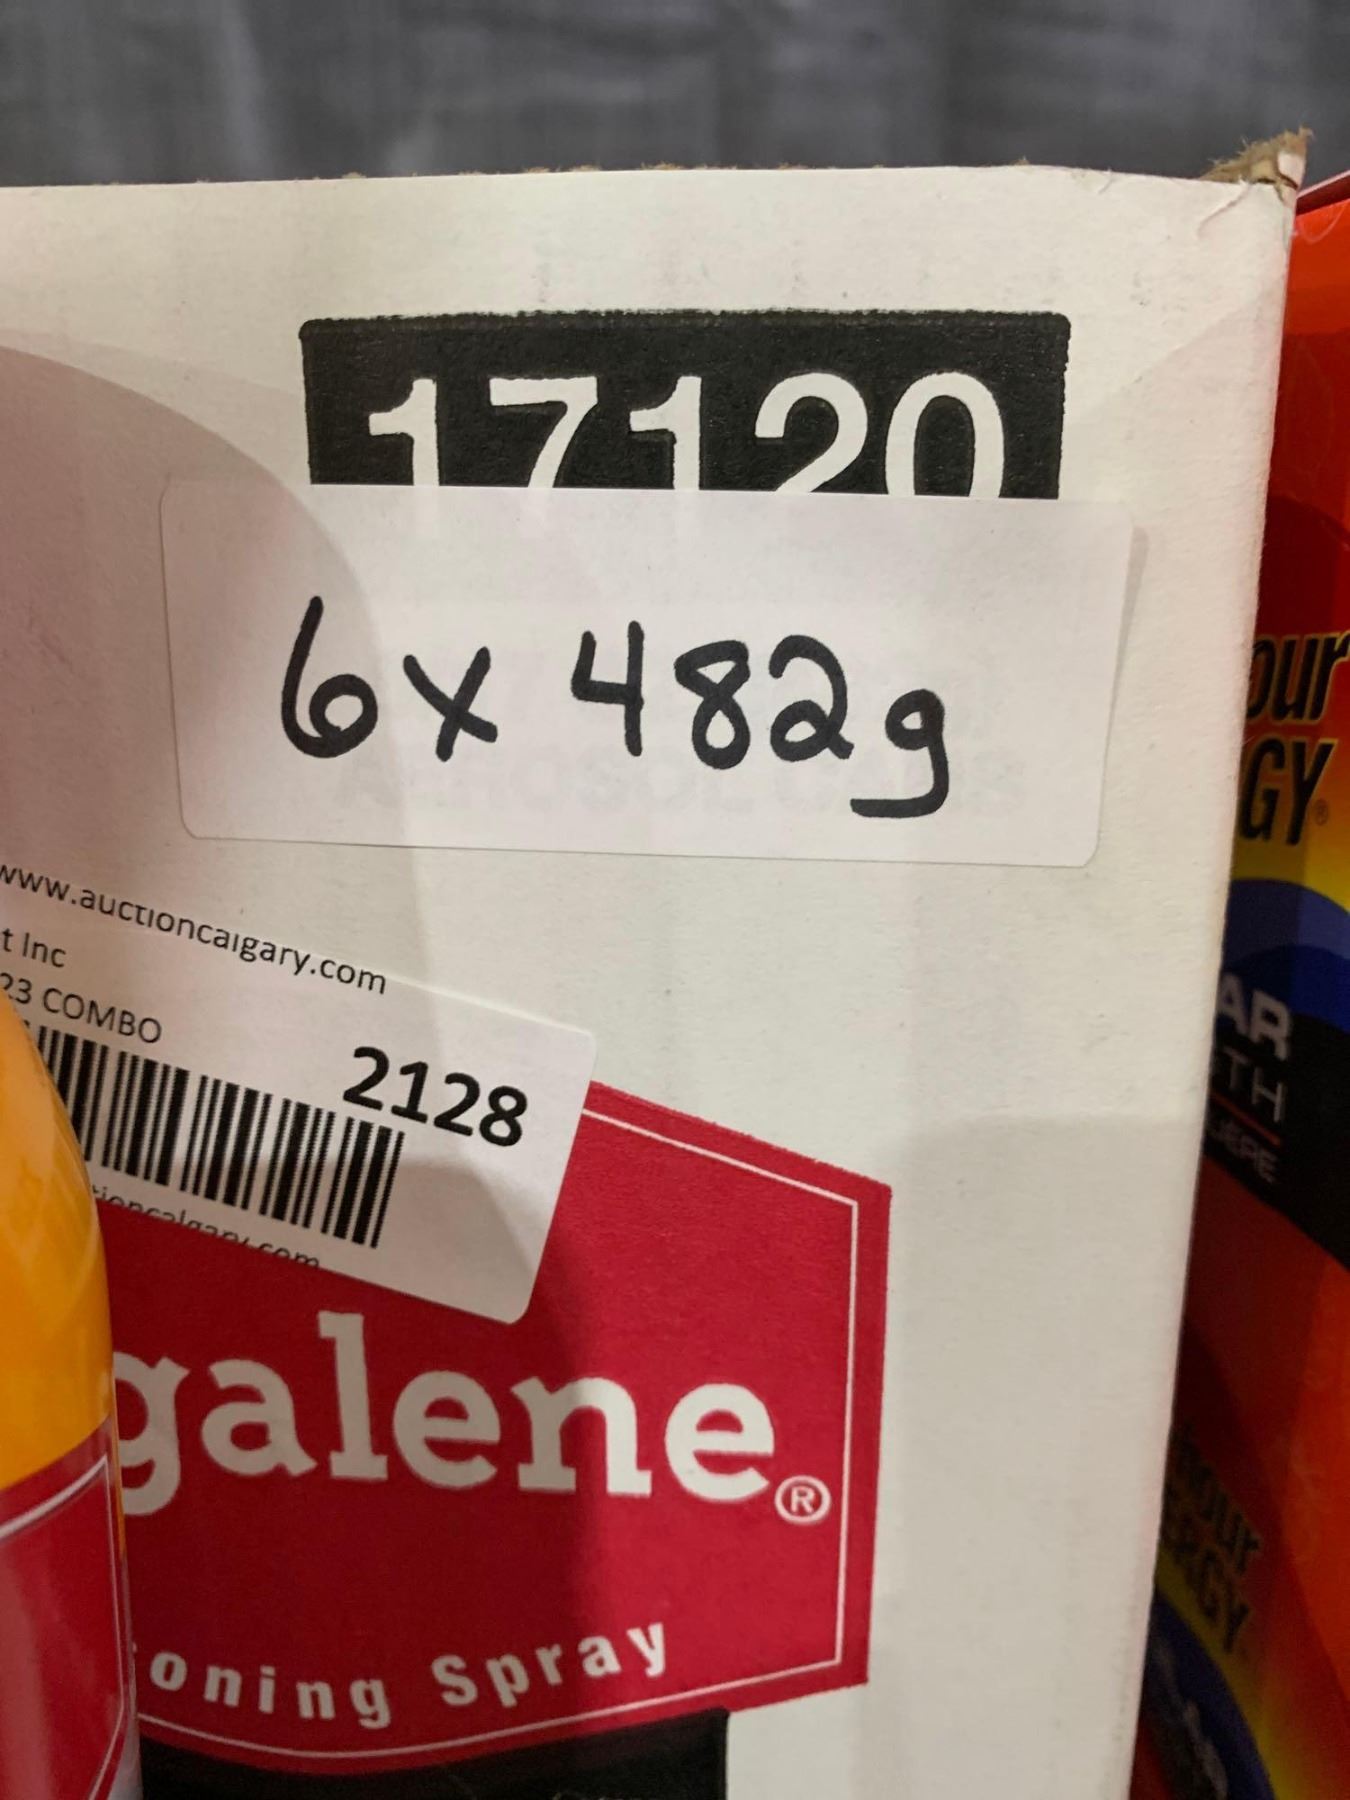 17120
6x 482g
www.auctioncalgary.com
t Inc
23 COMBO
2128
galene®
oning Spray
our
GY®
AR
TH